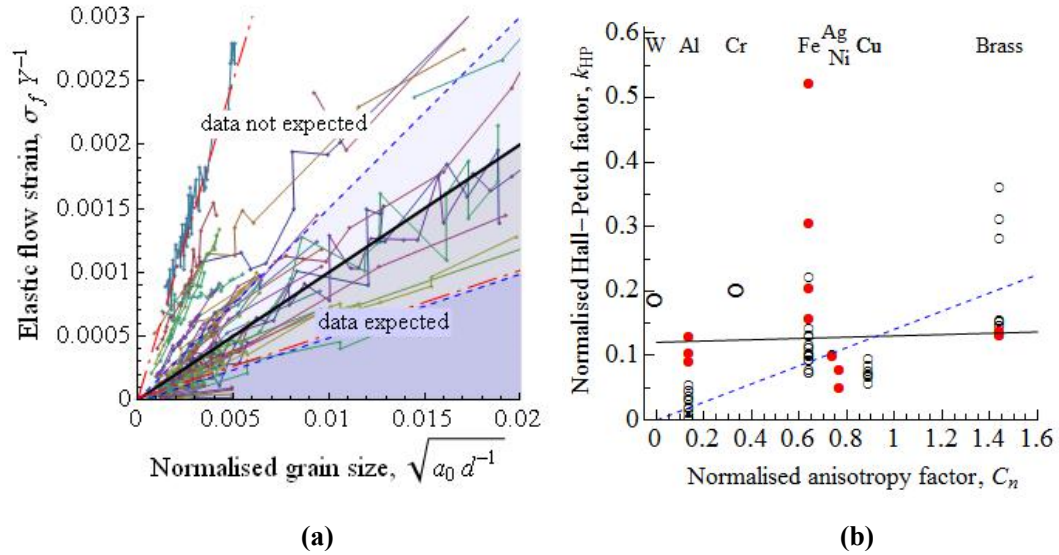 0.003
0.0025
0.002
0.0015
0.001
0.0005
0
Elastic flow strain, σ_f Y⁻¹
data not expected
data expected
0 0.005 0.01 0.015 0.02
Normalised grain size, √(a₀ d⁻¹)
(a)
W Al Cr Fe Ag Ni Cu Brass
0.6
0.5
0.4
0.3
0.2
0.1
0
Normalised Hall–Petch factor, k_HP
0 0.2 0.4 0.6 0.8 1 1.2 1.4 1.6
Normalised anisotropy factor, C_n
(b)